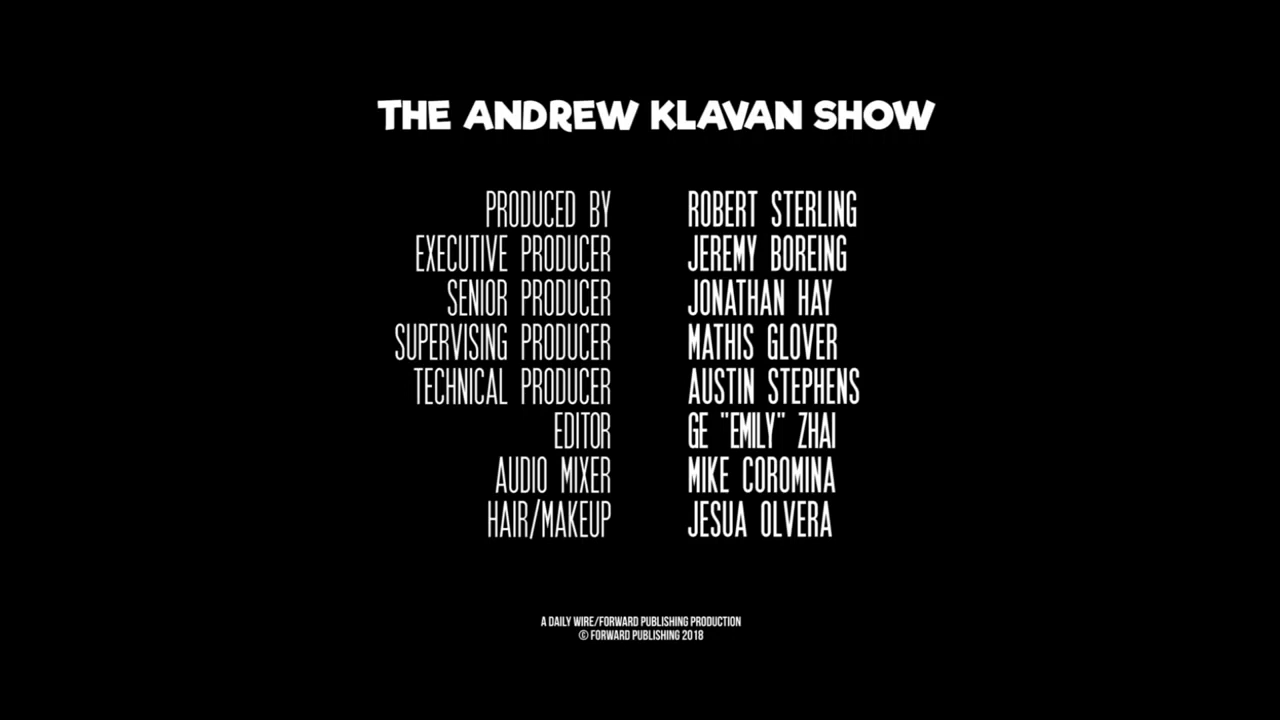 THE ANDREW KLAVAN SHOW
PRODUCED BY ROBERT STERLING
EXECUTIVE PRODUCER JEREMY BOREING
SENIOR PRODUCER JONATHAN HAY
SUPERVISING PRODUCER MATHIS GLOVER
TECHNICAL PRODUCER AUSTIN STEPHENS
EDITOR GE "EMILY" ZHAI
AUDIO MIXER MIKE COROMINA
HAIR/MAKEUP JESUA OLVERA
A DAILY WIRE/FORWARD PUBLISHING PRODUCTION
© FORWARD PUBLISHING 2018